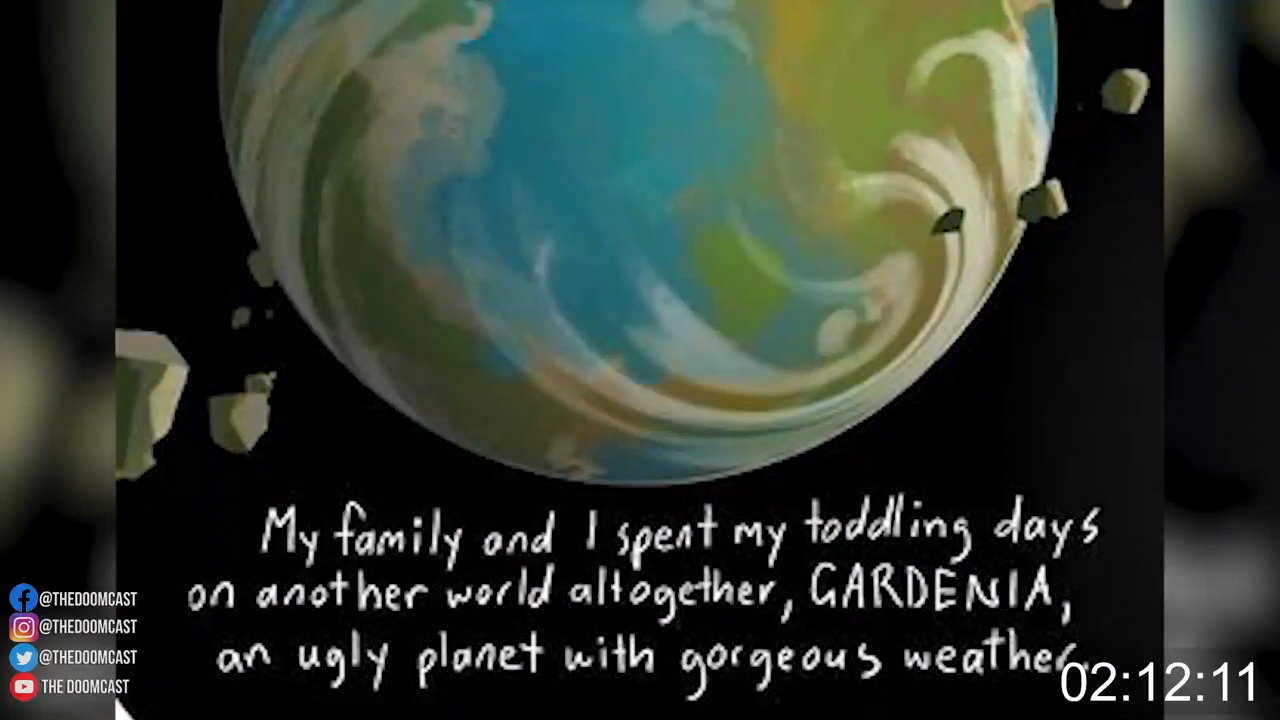 My family and I spent my toddling days
on another world altogether, GARDENIA,
an ugly planet with gorgeous weather.
@THEDOOMCAST
@THEDOOMCAST
@THEDOOMCAST
THE DOOMCAST
02:12:11